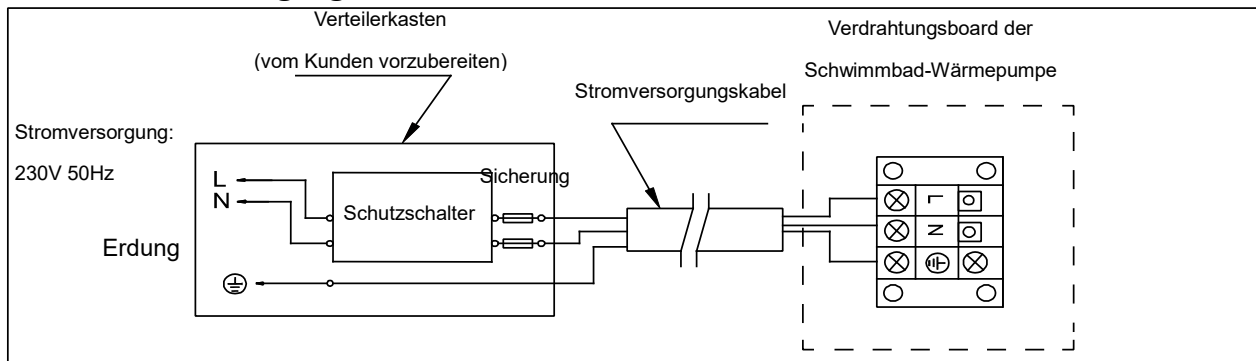 Verteilerkasten
(vom Kunden vorzubereiten)
Verdrahtungsboard der
Schwimmbad-Wärmepumpe
Stromversorgungskabel
Stromversorgung:
230V 50Hz
L
N
Sicherung
Schutzschalter
Erdung
L
N